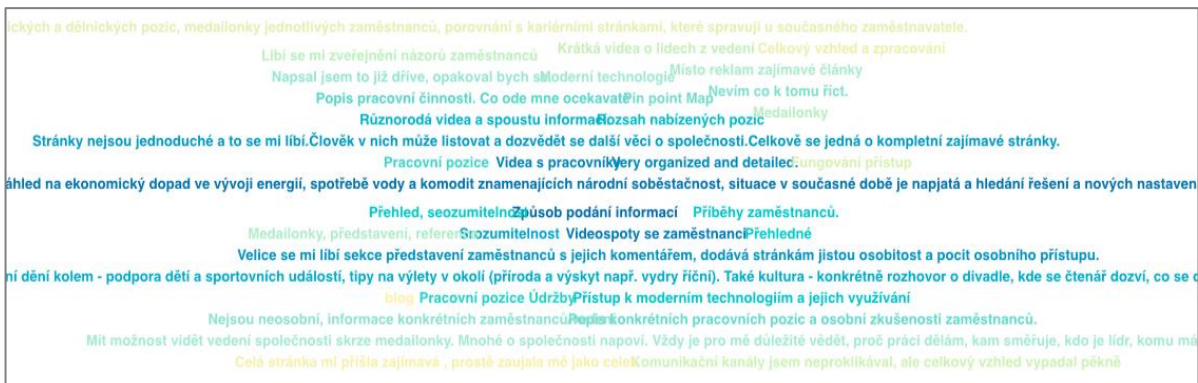 ických a dělnických pozic, medailonky jednotlivých zaměstnanců, porovnání s kariérními stránkami, které spravuji u současného zaměstnavatele.
Krátká videa o lidech z vedení Celkový vzhled a zpracování
Líbí se mi zveřejnění názorů zaměstnanců
Místo reklam zajímavé články
Napsal jsem to již dříve, opakoval bych se. Moderní technologie
Nevím co k tomu říct.
Popis pracovní činnosti. Co ode mne ocekavate Pin point Map
Medailonky
Různorodá videa a spoustu informací. Rozsah nabízených pozic
Stránky nejsou jednoduché a to se mi líbí.Člověk v nich může listovat a dozvědět se další věci o společnosti.Celkově se jedná o kompletní zajímavé stránky.
Pracovní pozice Videa s pracovníky Very organized and detailed. Fungování přístup
áhled na ekonomický dopad ve vývoji energií, spotřebě vody a komodit znamenajících národní soběstačnost, situace v současné době je napjatá a hledání řešení a nových nastaven
Přehled, seozumitelnost Způsob podání informací Příběhy zaměstnanců.
Medailonky, představení, reference Srozumitelnost Videospoty se zaměstnanci Přehledné
Velice se mi líbí sekce představení zaměstnanců s jejich komentářem, dodává stránkám jistou osobitost a pocit osobního přístupu.
ní dění kolem - podpora dětí a sportovních událostí, tipy na výlety v okolí (příroda a výskyt např. vydry říční). Také kultura - konkrétně rozhovor o divadle, kde se čtenář dozví, co se d
blog Pracovní pozice Údržby Přístup k moderním technologiím a jejich využívání
Nejsou neosobní, informace konkrétních zaměstnanců Popis konkrétních pracovních pozic a osobní zkušenosti zaměstnanců.
Mít možnost vidět vedení společnosti skrze medailonky. Mnohé o společnosti napoví. Vždy je pro mě důležité vědět, proč práci dělám, kam směřuje, kdo je lídr, komu má
Celá stránka mi přišla zajímavá , prostě zaujala mě jako celek Komunikační kanály jsem neproklikával, ale celkový vzhled vypadal pěkně